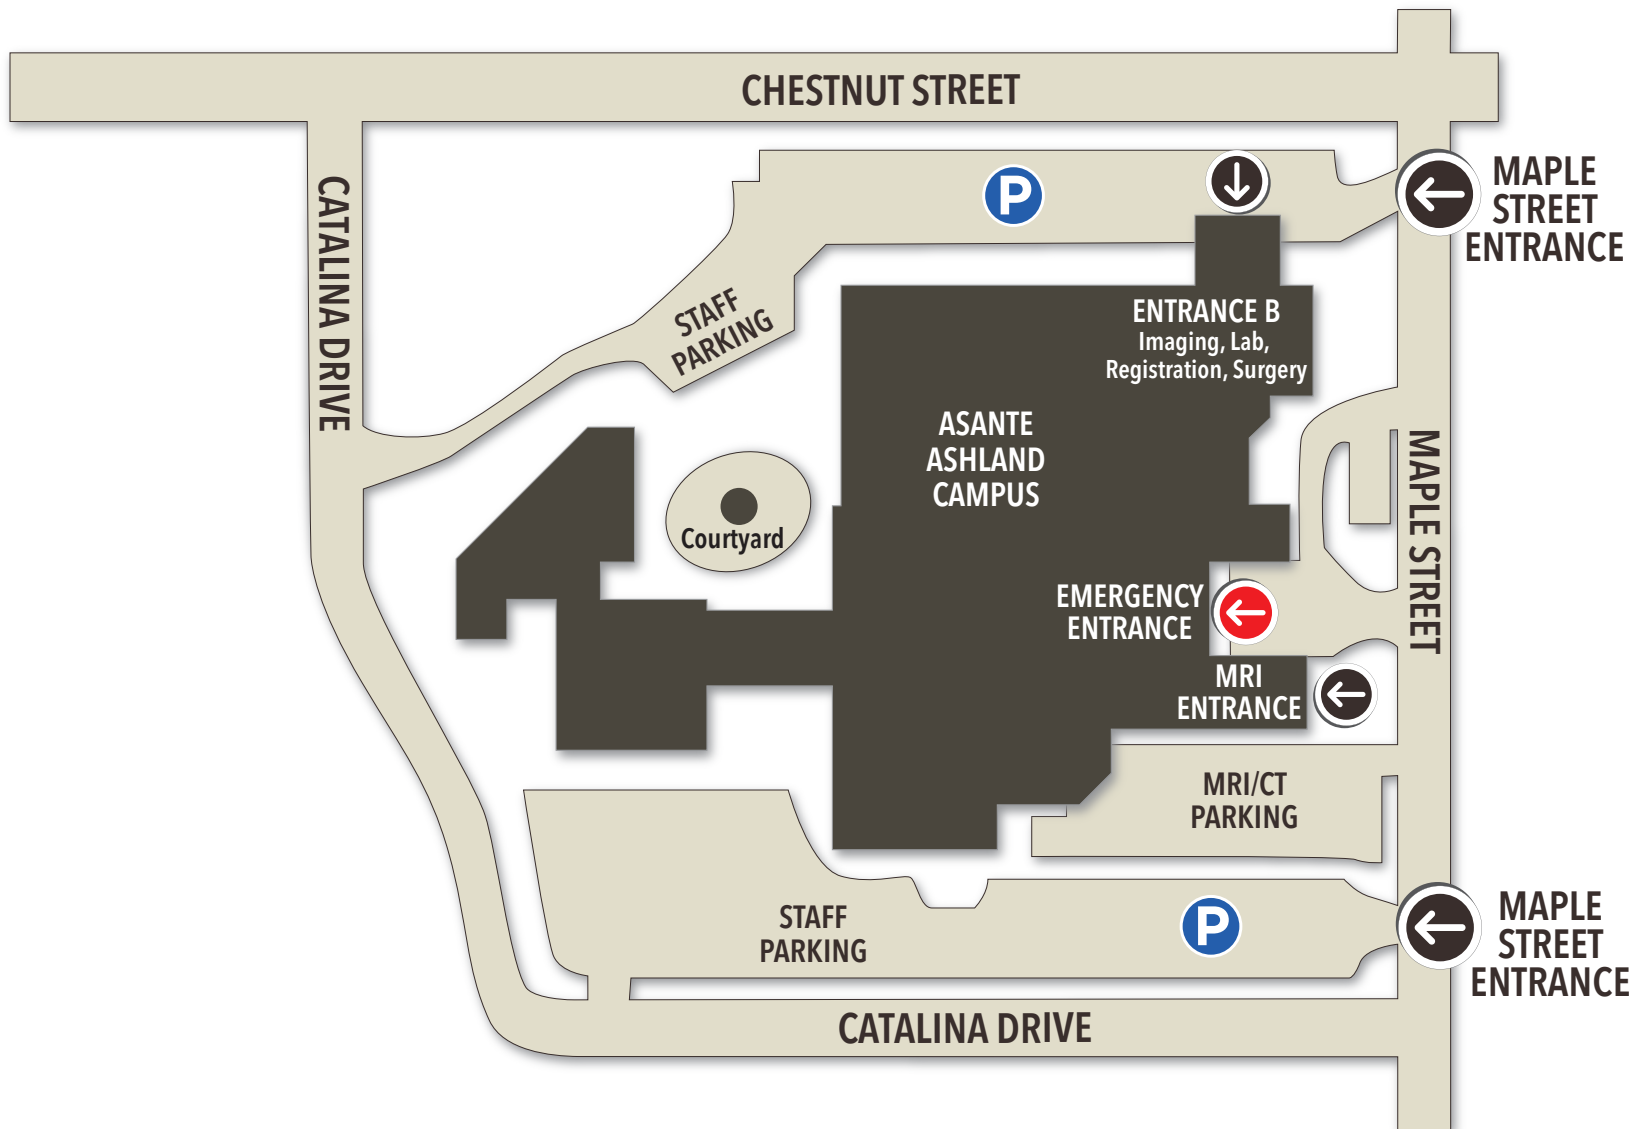 CHESTNUT STREET
MAPLE
STREET
ENTRANCE
P
CATALINA DRIVE
STAFF
PARKING
ENTRANCE B
Imaging, Lab,
Registration, Surgery
ASANTE
ASHLAND
CAMPUS
MAPLE STREET
Courtyard
EMERGENCY
ENTRANCE
MRI
ENTRANCE
MRI/CT
PARKING
STAFF
PARKING
P
MAPLE
STREET
ENTRANCE
CATALINA DRIVE